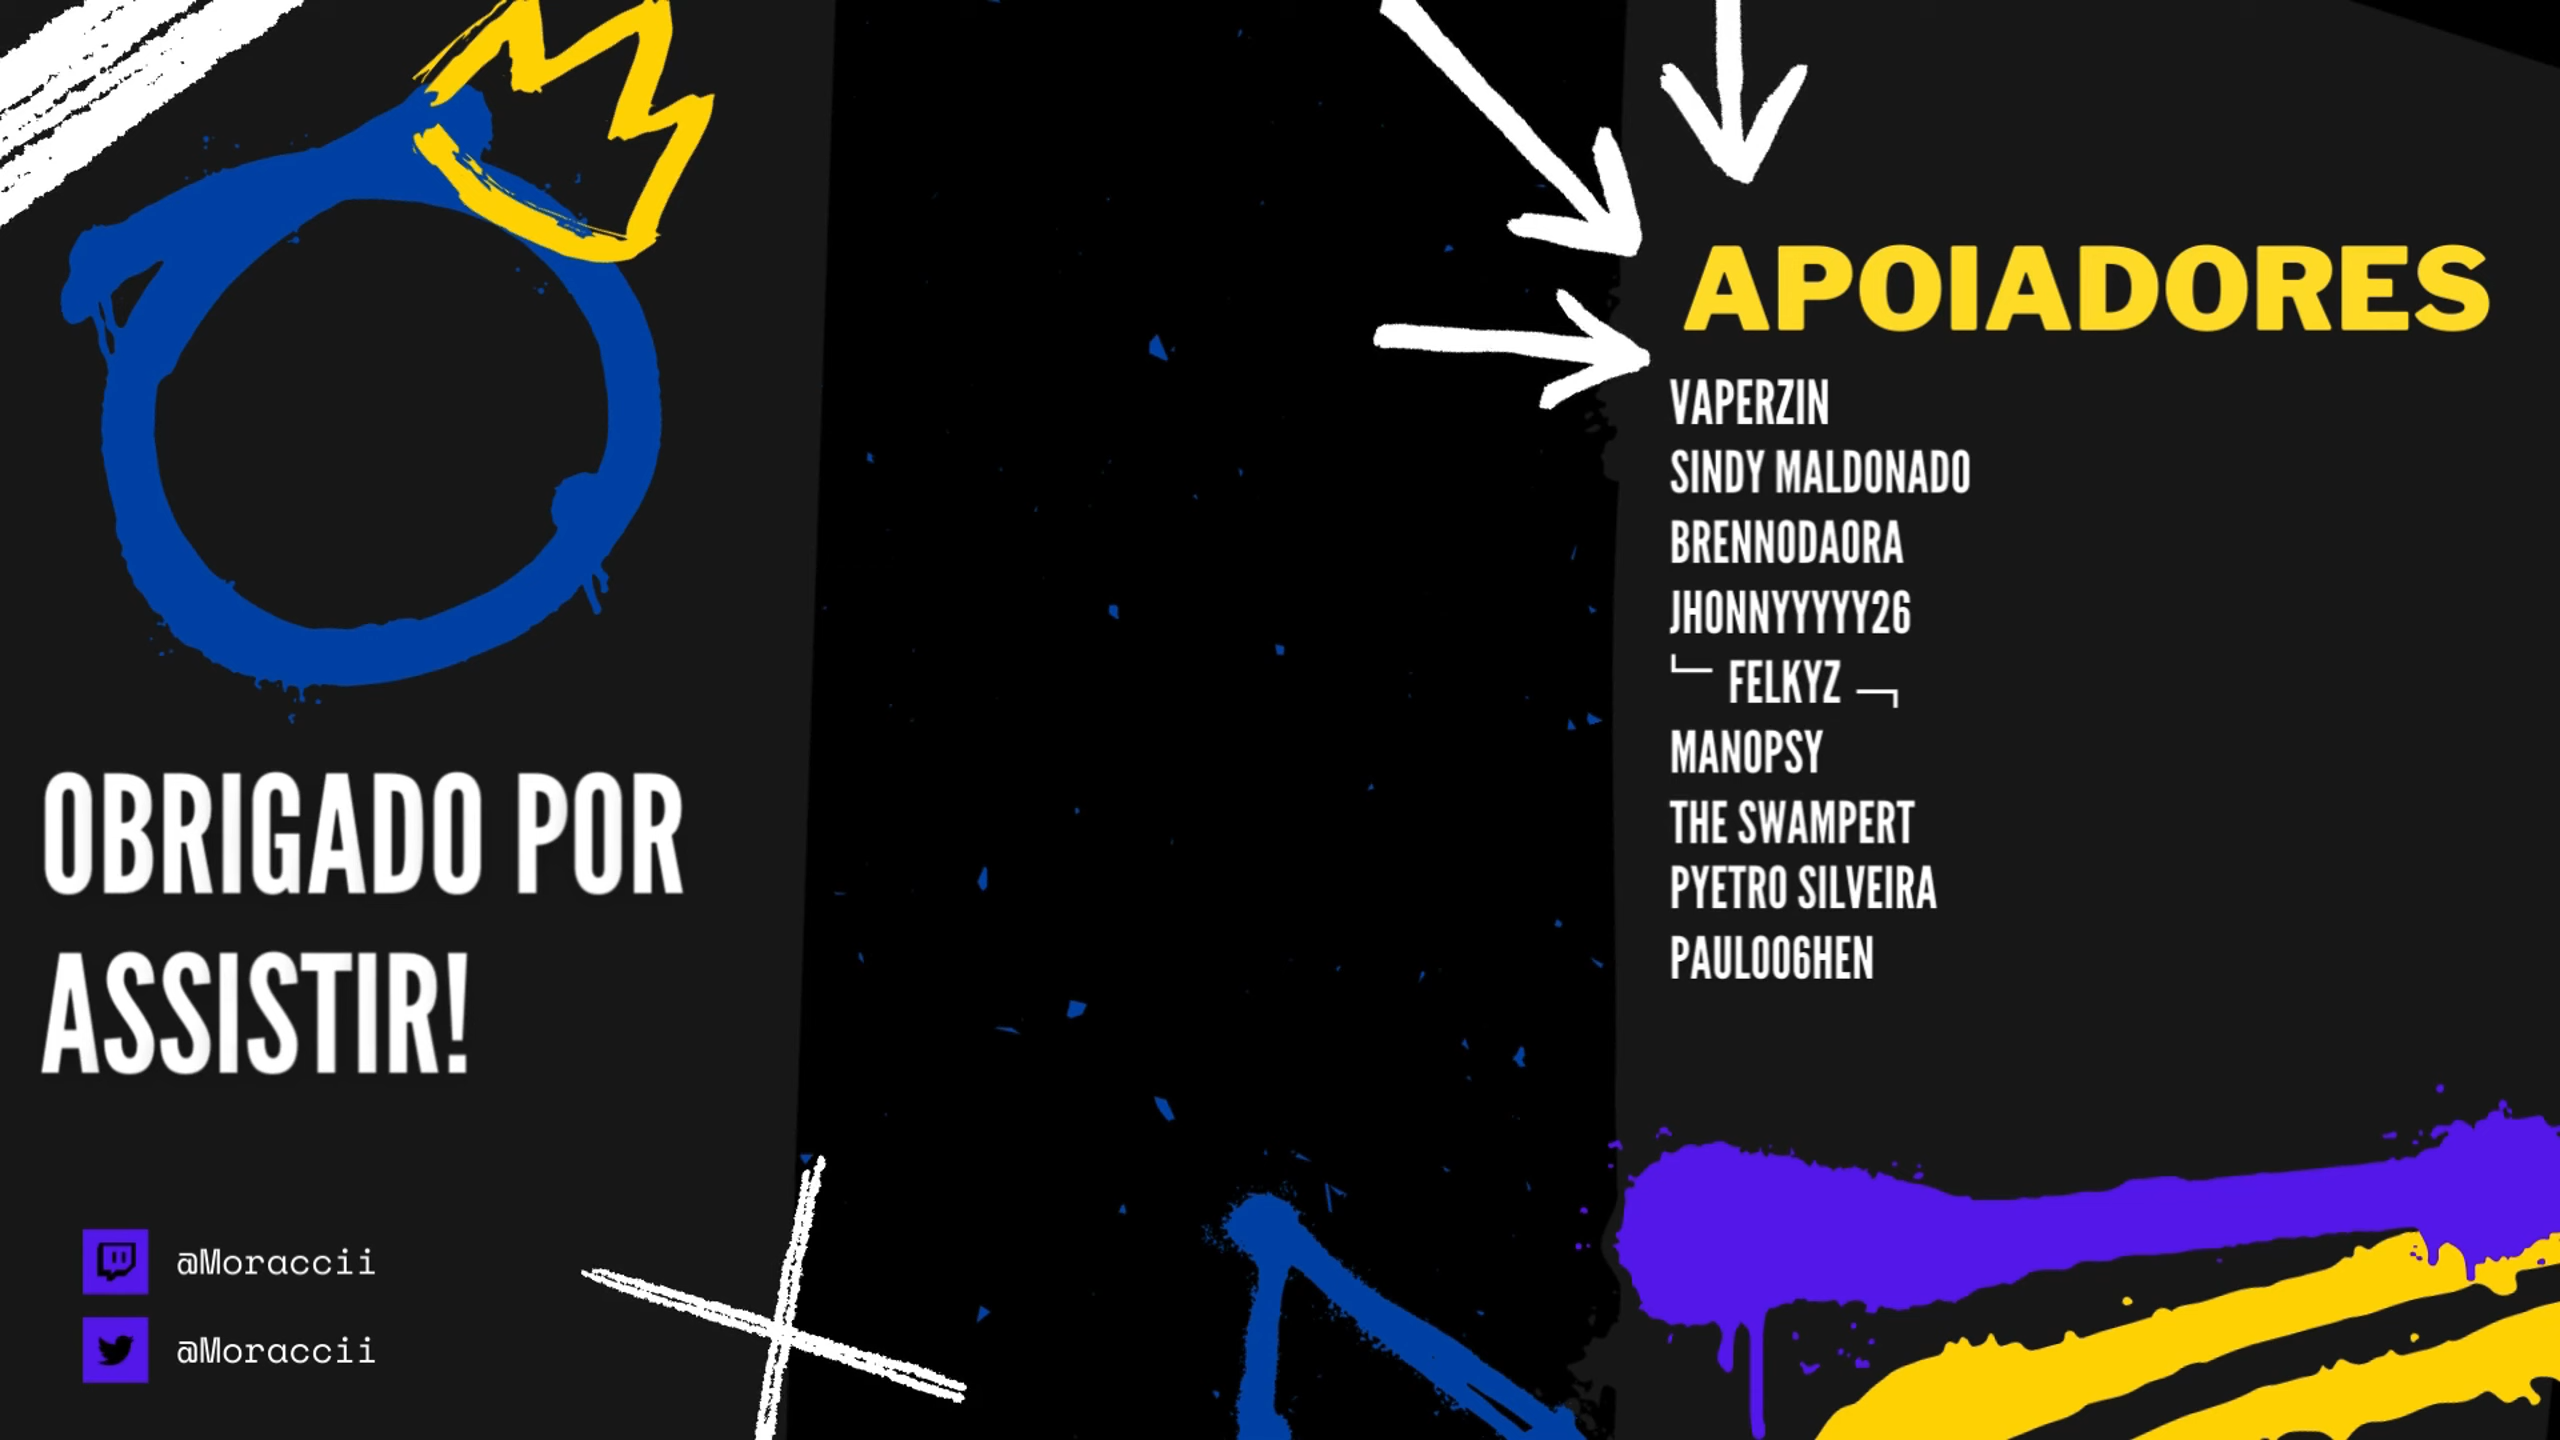 OBRIGADO POR
ASSISTIR!
@Moraccii
@Moraccii
APOIADORES
VAPERZIN
SINDY MALDONADO
BRENNODAORA
JHONNYYYYY26
╘═ FELKYZ ═╕
MANOPSY
THE SWAMPERT
PYETRO SILVEIRA
PAULO06HEN